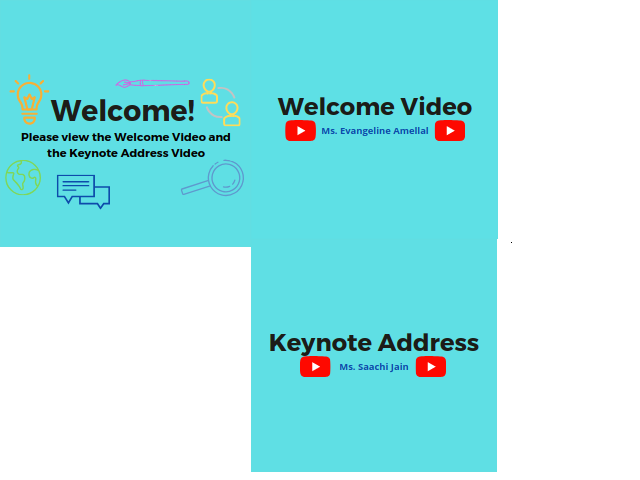 Welcome!
Please view the Welcome Video and
the Keynote Address Video
Welcome Video
Ms. Evangeline Amellal
Keynote Address
Ms. Saachi Jain